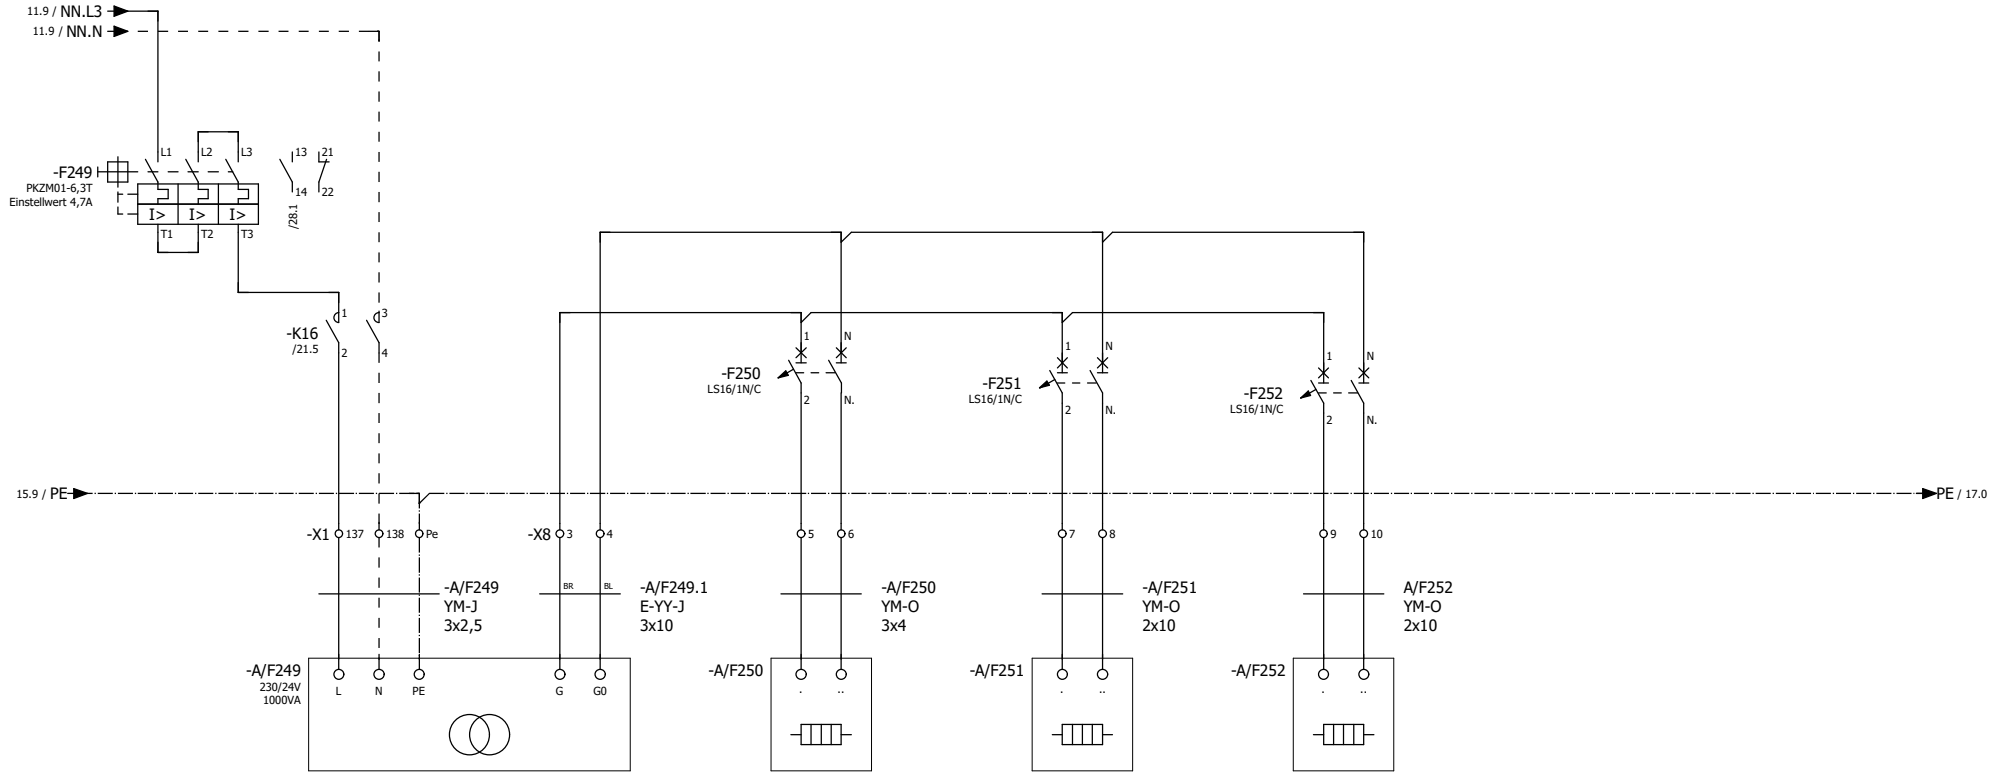 11.9 / NN.L3
11.9 / NN.N
L1 L2 L3 13 21
-F249
PKZM01-6,3T
Einstellwert 4,7A
14 22
I> I> I>
/28.1
T1 T2 T3
-K16
/21.5
1 3
2 4
1 N
-F250
LS16/1N/C
2 N.
1 N
-F251
LS16/1N/C
2 N.
1 N
-F252
LS16/1N/C
2 N.
15.9 / PE
PE / 17.0
-X1 137 138 Pe
-X8 3 4
5 6
7 8
9 10
-A/F249
YM-J
3x2,5
BR BL
-A/F249.1
E-YY-J
3x10
-A/F250
YM-O
3x4
-A/F251
YM-O
2x10
A/F252
YM-O
2x10
-A/F249
230/24V
1000VA
L N PE G G0
-A/F250
. ..
-A/F251
. ..
-A/F252
. ..